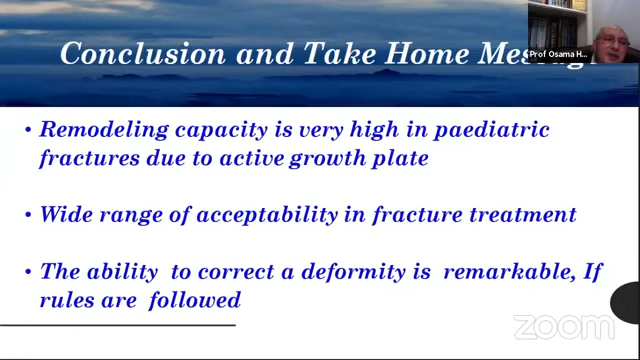 Conclusion and Take Home Mes
Prof Osama H...
• Remodeling capacity is very high in paediatric
fractures due to active growth plate
• Wide range of acceptability in fracture treatment
• The ability to correct a deformity is remarkable, If
rules are followed
zoom